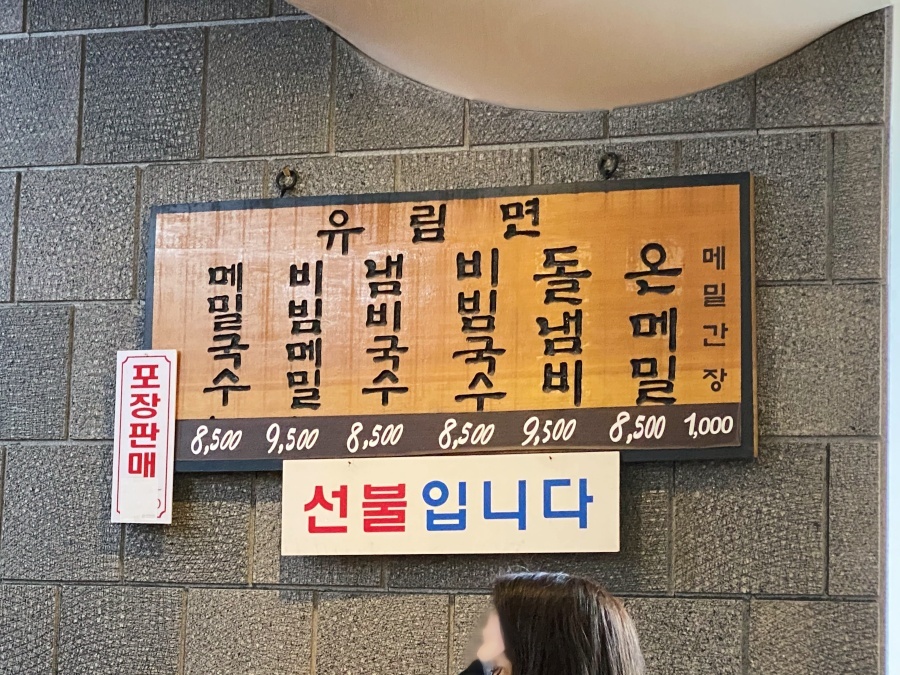 유림면
메밀국수
비빔메밀
냄비국수
비빔국수
돌냄비
온메밀
메밀간장
8,500 9,500 8,500 8,500 9,500 8,500 1,000
포장판매
선불입니다